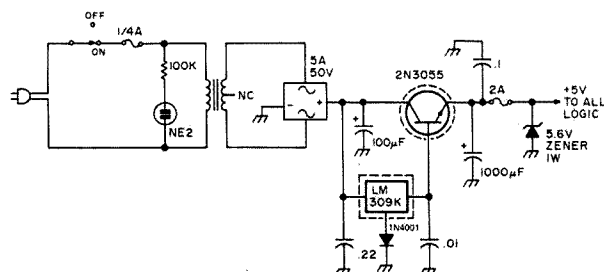 OFF
ON
1/4A
100K
NE2
NC
5A
50V
-
+
+
100µF
2N3055
.1
2A
+5V
TO ALL
LOGIC
5.6V
ZENER
1W
+
1000µF
LM
309K
1N4001
.22
.01